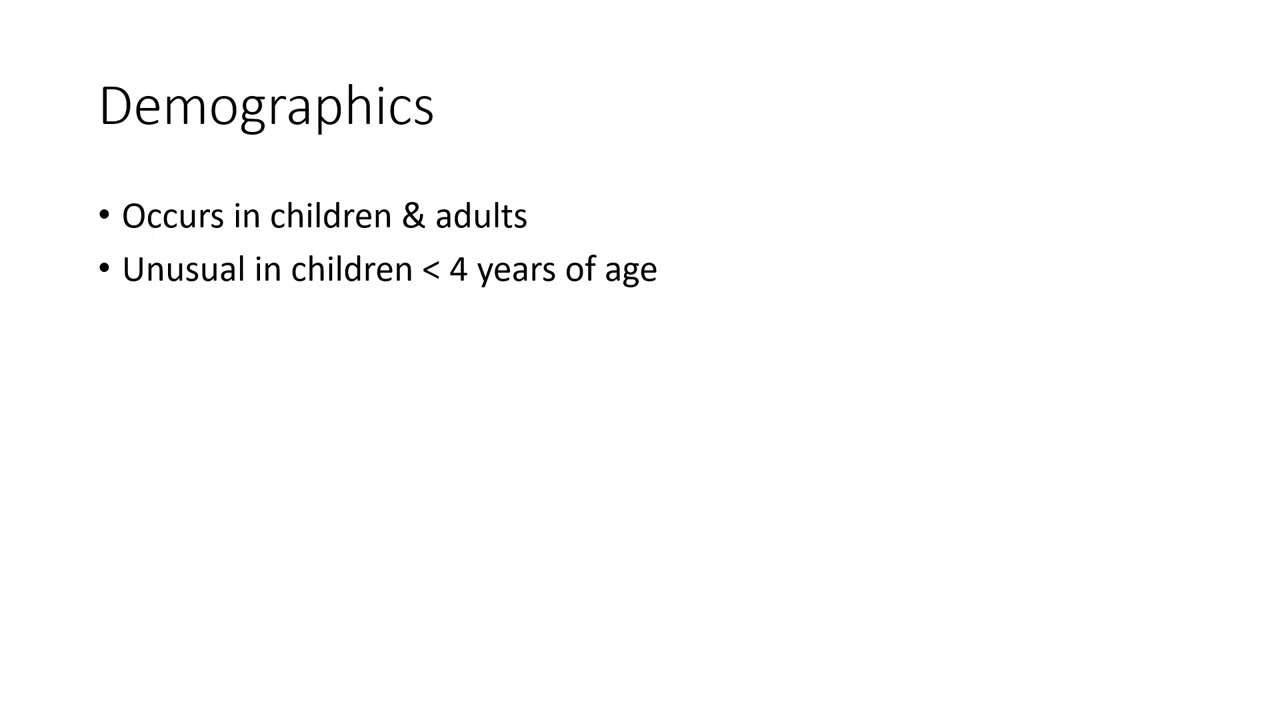 Demographics
• Occurs in children & adults
• Unusual in children < 4 years of age